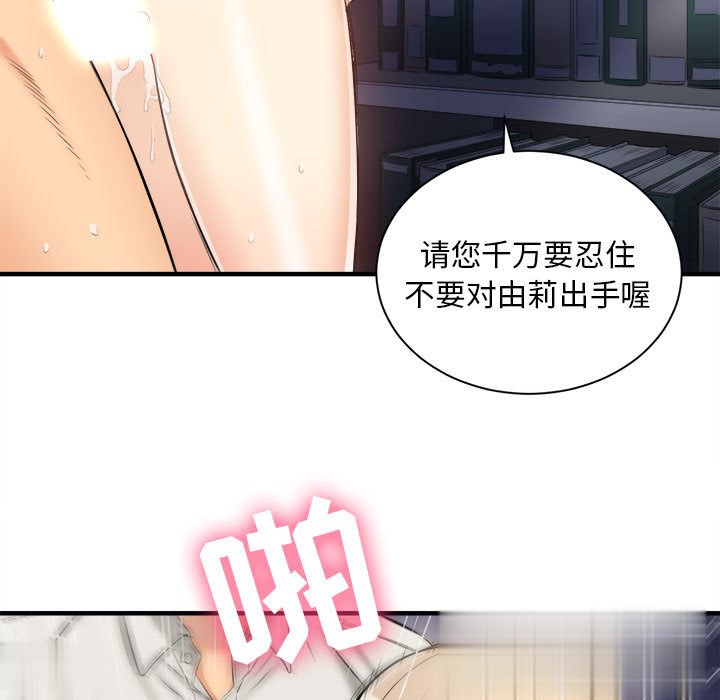 请您千万要忍住
不要对由莉出手喔
啪